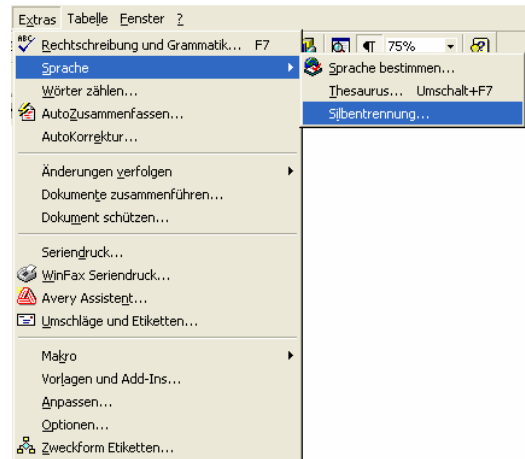 Extras Tabelle Fenster ?
ABC Rechtschreibung und Grammatik... F7
75%
Sprache
Sprache bestimmen...
Wörter zählen...
Thesaurus... Umschalt+F7
AutoZusammenfassen...
Silbentrennung...
AutoKorrektur...
Änderungen verfolgen
Dokumente zusammenführen...
Dokument schützen...
Seriendruck...
WinFax Seriendruck...
Avery Assistent...
Umschläge und Etiketten...
Makro
Vorlagen und Add-Ins...
Anpassen...
Optionen...
Zweckform Etiketten...